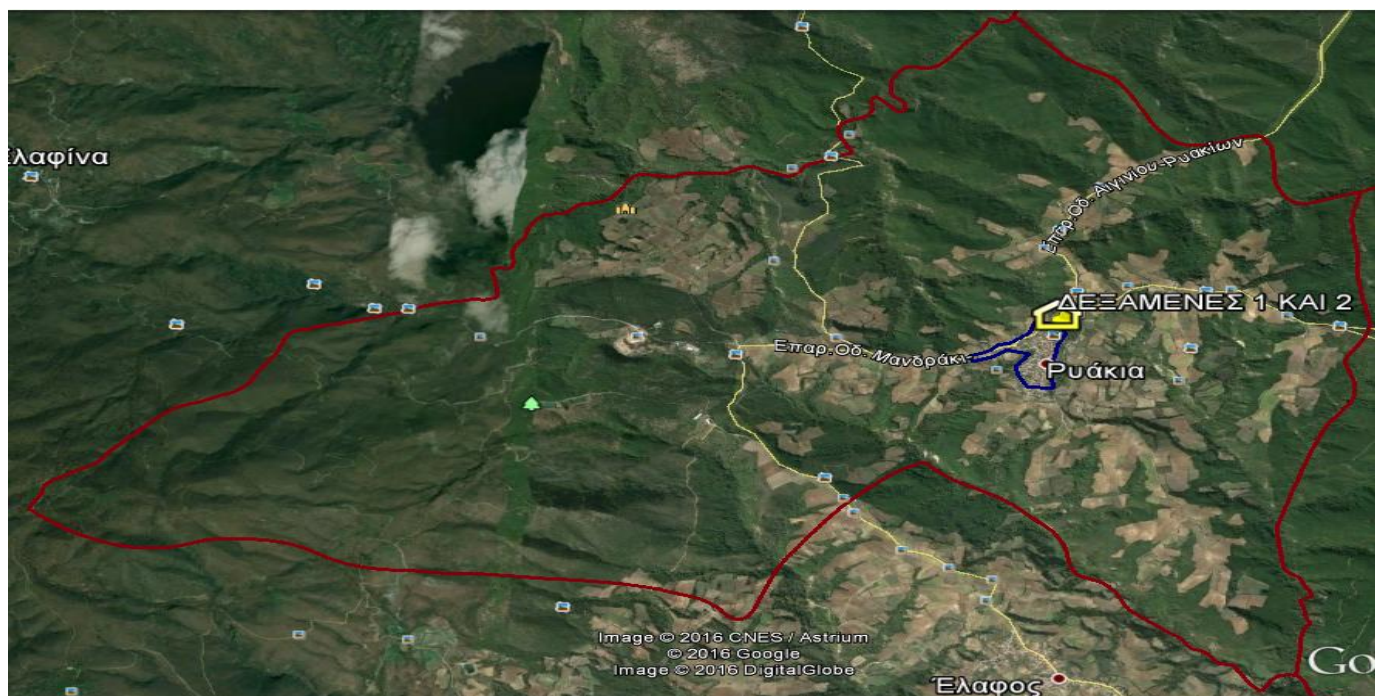 Επαρ.Οδ. Αιγινίου-Ρυακίων
Ελαφίνα
ΔΕΞΑΜΕΝΕΣ 1 ΚΑΙ 2
Επαρ.Οδ. Μανδράκι-
Ρυάκια
Image © 2016 CNES / Astrium
© 2016 Google
Image © 2016 DigitalGlobe
Go
Έλαφος